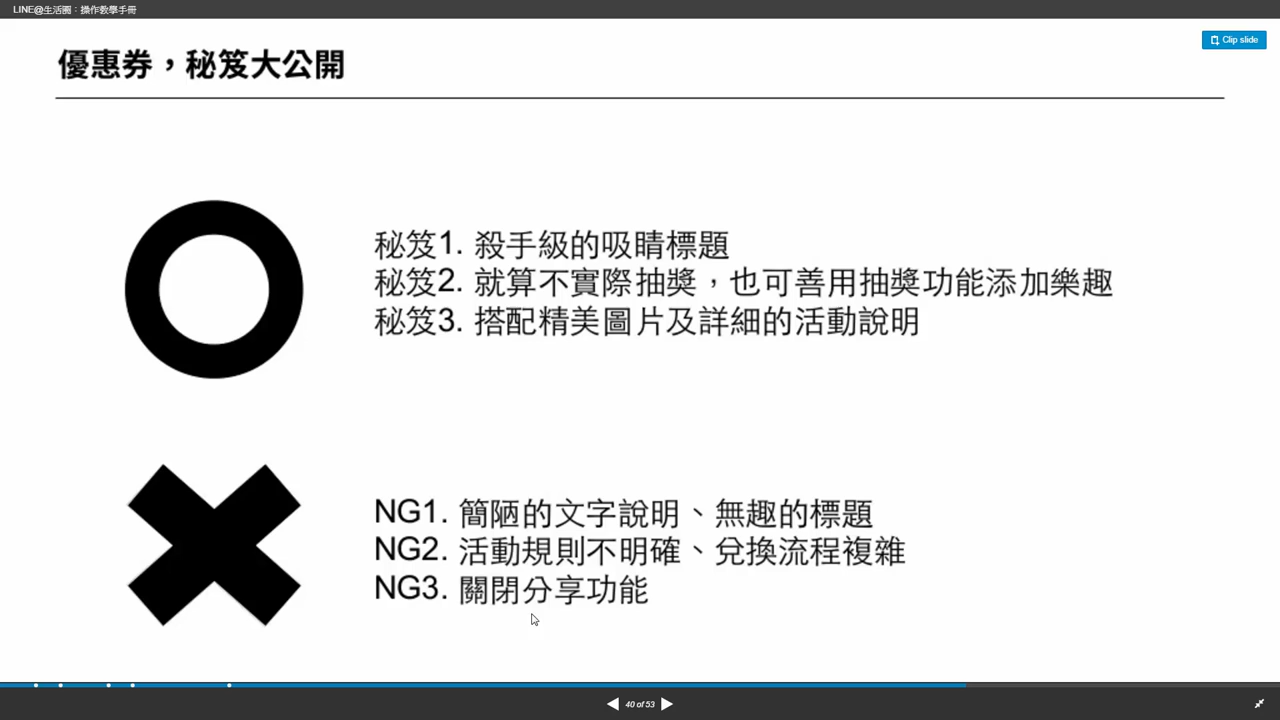 LINE@生活圈：操作教學手冊
Clip slide
優惠券，秘笈大公開
秘笈1. 殺手級的吸睛標題
秘笈2. 就算不實際抽獎，也可善用抽獎功能添加樂趣
秘笈3. 搭配精美圖片及詳細的活動說明
NG1. 簡陋的文字說明、無趣的標題
NG2. 活動規則不明確、兌換流程複雜
NG3. 關閉分享功能
40 of 53